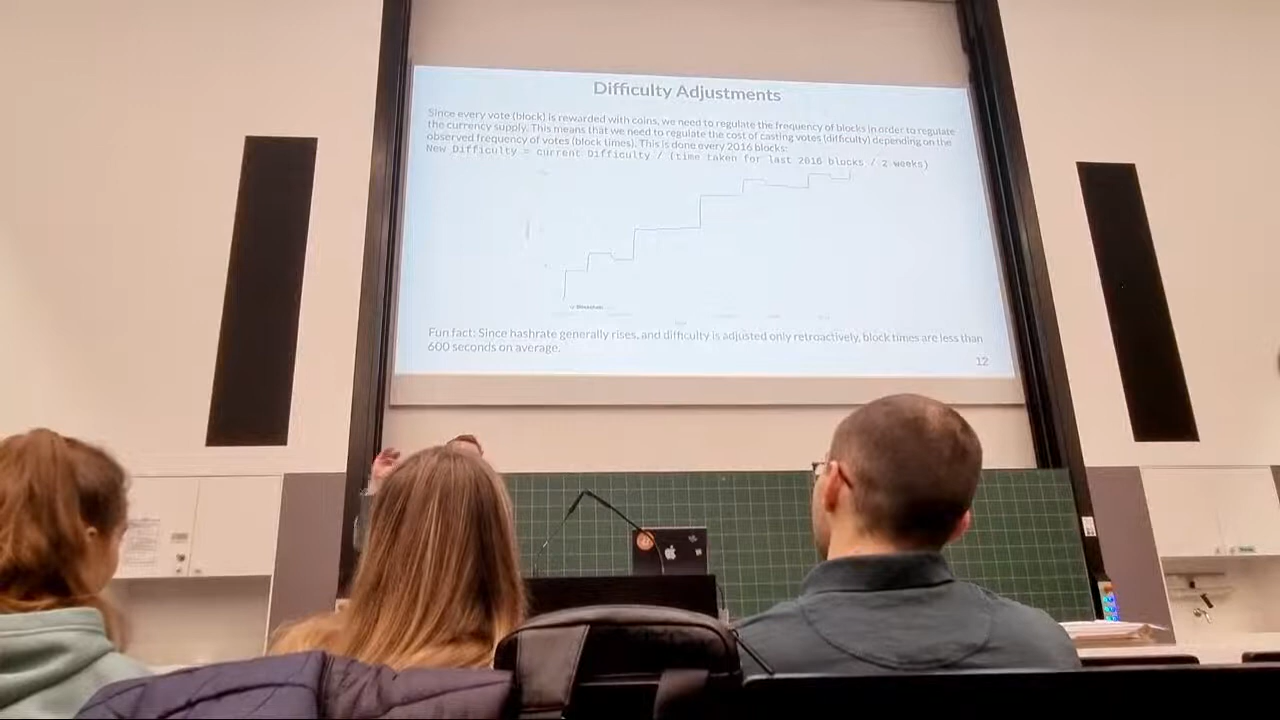 Difficulty Adjustments
Since every vote (block) is rewarded with coins, we need to regulate the frequency of blocks in order to regulate
the currency supply. This means that we need to regulate the cost of casting votes (difficulty) depending on the
observed frequency of votes (block times). This is done every 2016 blocks:
New Difficulty = current Difficulty / (time taken for last 2016 blocks / 2 weeks)
Fun fact: Since hashrate generally rises, and difficulty is adjusted only retroactively, block times are less than
600 seconds on average.
12